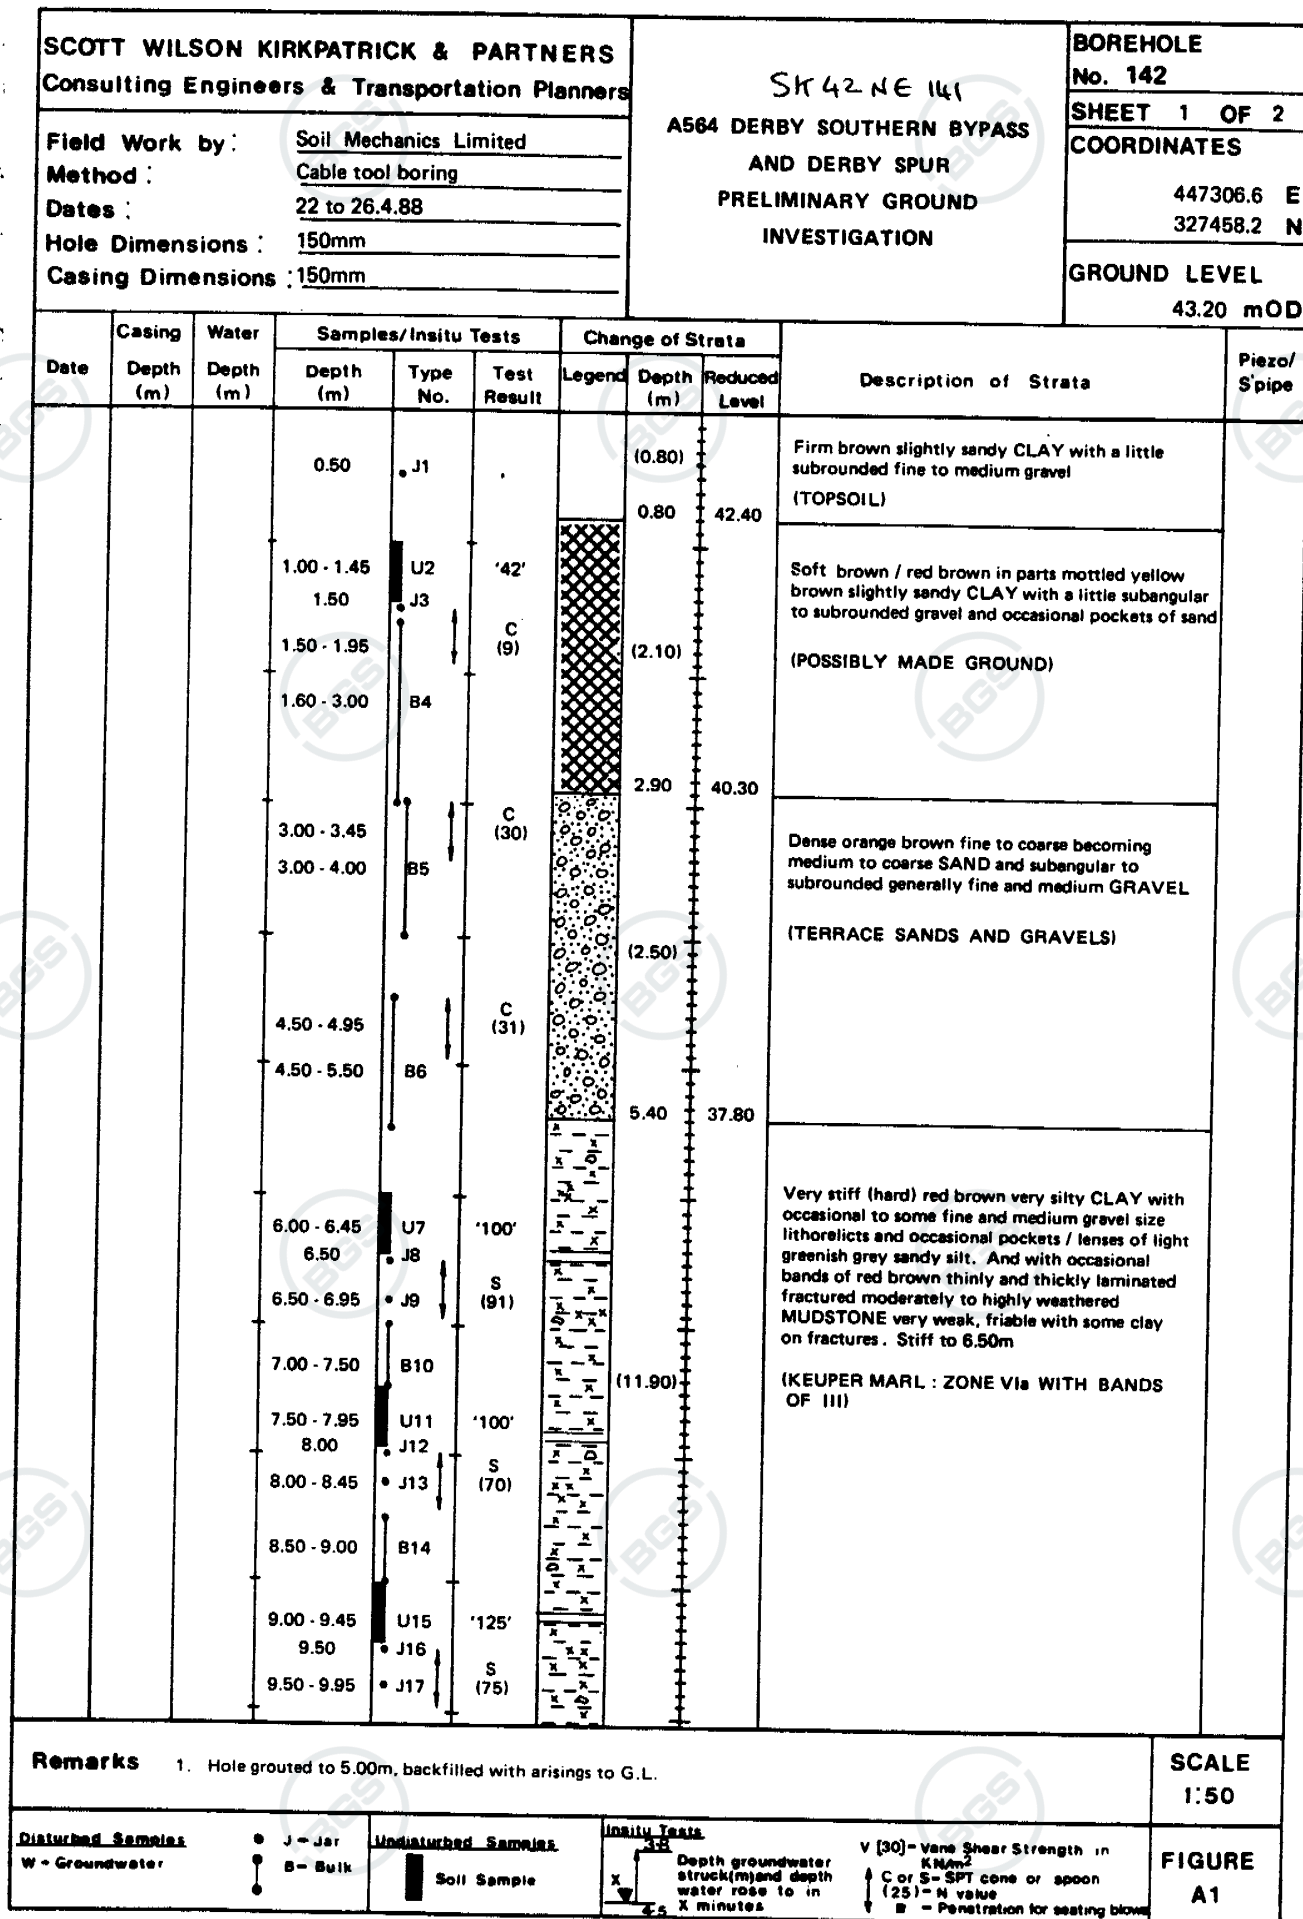 SCOTT WILSON KIRKPATRICK & PARTNERS
Consulting Engineers & Transportation Planners
Field Work by: Soil Mechanics Limited
Method: Cable tool boring
Dates: 22 to 26.4.88
Hole Dimensions: 150mm
Casing Dimensions: 150mm
SK 42 NE 141
A564 DERBY SOUTHERN BYPASS
AND DERBY SPUR
PRELIMINARY GROUND
INVESTIGATION
BOREHOLE
No. 142
SHEET 1 OF 2
COORDINATES
447306.6 E
327458.2 N
GROUND LEVEL
43.20 mOD
Date
Casing Depth (m)
Water Depth (m)
Samples/Insitu Tests
Depth (m)
Type No.
Test Result
Change of Strata
Legend
Depth (m)
Reduced Level
Description of Strata
Piezo/ S'pipe
0.50 J1
(0.80)
0.80 42.40
Firm brown slightly sandy CLAY with a little
subrounded fine to medium gravel
(TOPSOIL)
1.00 - 1.45 U2 '42'
1.50 J3
1.50 - 1.95 C (9)
1.60 - 3.00 B4
(2.10)
2.90 40.30
Soft brown / red brown in parts mottled yellow
brown slightly sandy CLAY with a little subangular
to subrounded gravel and occasional pockets of sand
(POSSIBLY MADE GROUND)
3.00 - 3.45 C (30)
3.00 - 4.00 B5
(2.50)
4.50 - 4.95 C (31)
4.50 - 5.50 B6
5.40 37.80
Dense orange brown fine to coarse becoming
medium to coarse SAND and subangular to
subrounded generally fine and medium GRAVEL
(TERRACE SANDS AND GRAVELS)
6.00 - 6.45 U7 '100'
6.50 J8
6.50 - 6.95 J9 S (91)
7.00 - 7.50 B10
(11.90)
7.50 - 7.95 U11 '100'
8.00 J12
8.00 - 8.45 J13 S (70)
8.50 - 9.00 B14
9.00 - 9.45 U15 '125'
9.50 J16
9.50 - 9.95 J17 S (75)
Very stiff (hard) red brown very silty CLAY with
occasional to some fine and medium gravel size
lithorelicts and occasional pockets / lenses of light
greenish grey sandy silt. And with occasional
bands of red brown thinly and thickly laminated
fractured moderately to highly weathered
MUDSTONE very weak, friable with some clay
on fractures. Stiff to 6.50m
(KEUPER MARL : ZONE VIa WITH BANDS
OF III)
Remarks 1. Hole grouted to 5.00m, backfilled with arisings to G.L.
SCALE
1:50
Disturbed Samples
W - Groundwater
J - Jar
B - Bulk
Undisturbed Samples
Soil Sample
Insitu Tests
3.8
X
4.5
Depth groundwater
struck(m)and depth
water rose to in
X minutes
V [30] - Vane Shear Strength in
KN/m2
C or S - SPT cone or spoon
(25) - N value
- Penetration for seating blows
FIGURE
A1
BGS